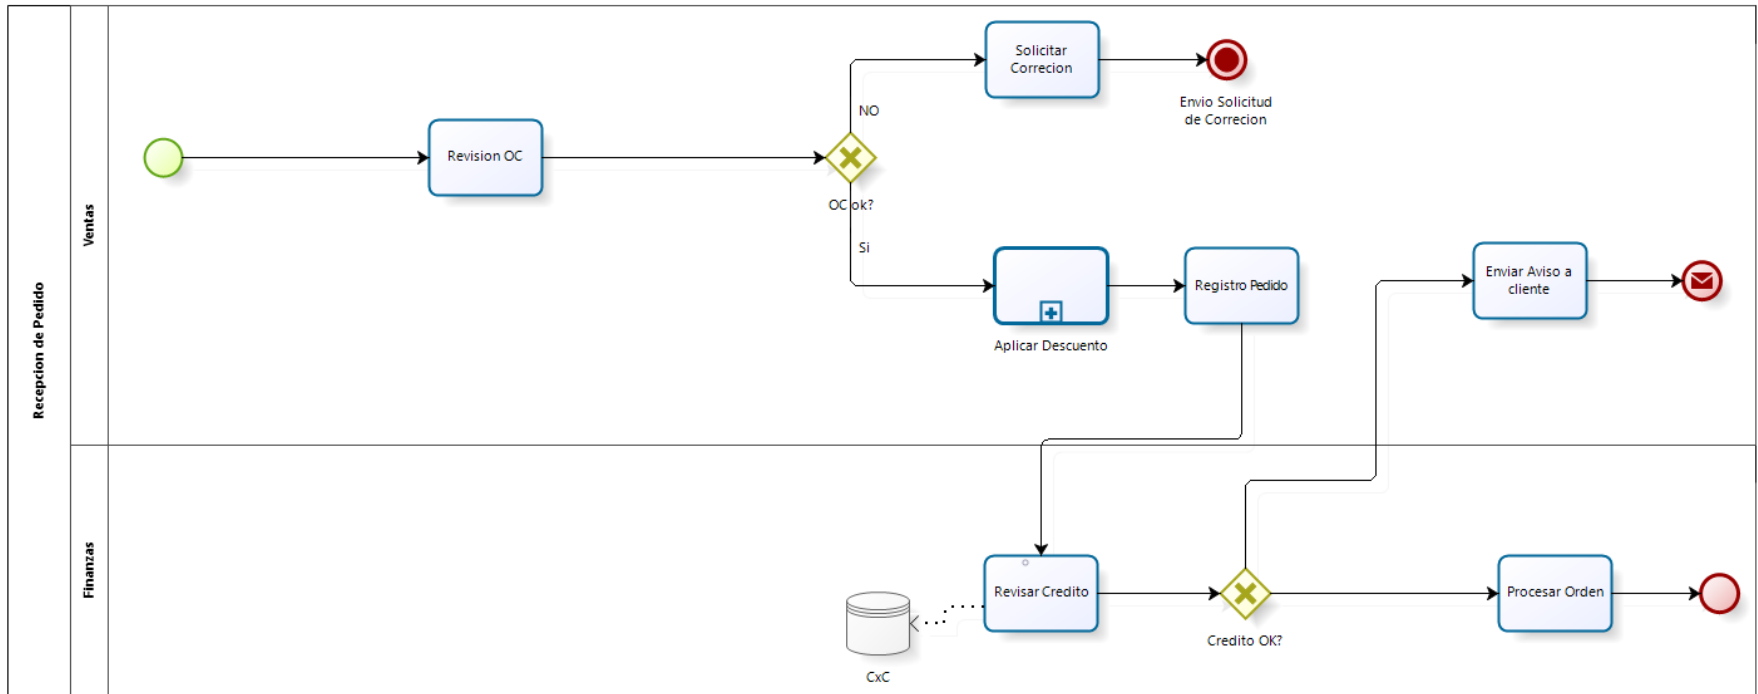 Recepcion de Pedido
Ventas
Revision OC
OC ok?
NO
Solicitar
Correcion
Envio Solicitud
de Correcion
Si
Aplicar Descuento
Registro Pedido
Enviar Aviso a
cliente
Finanzas
Revisar Credito
CxC
Credito OK?
Procesar Orden